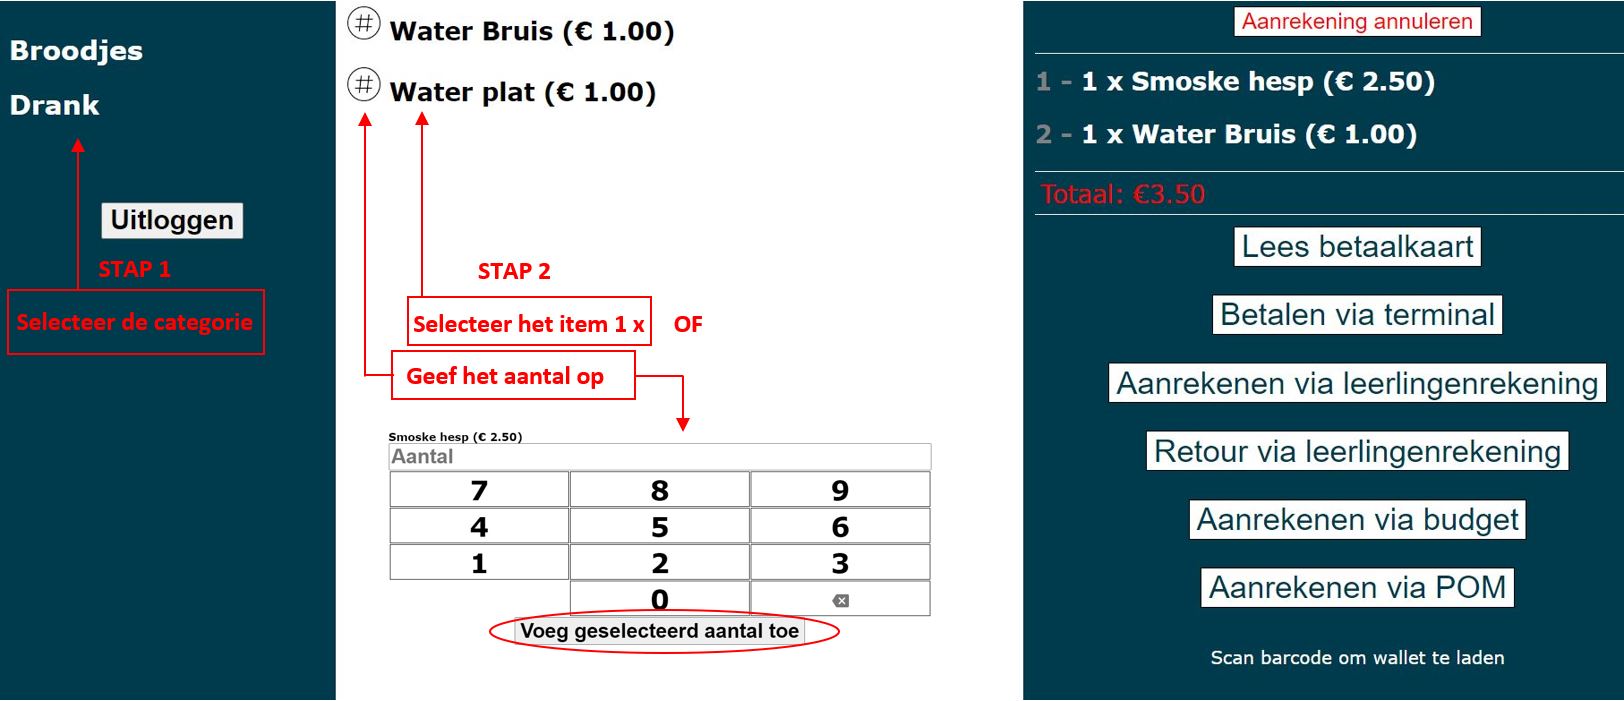 Broodjes
Drank
Uitloggen
STAP 1
Selecteer de categorie
# Water Bruis (€ 1.00)
# Water plat (€ 1.00)
STAP 2
Selecteer het item 1 x OF
Geef het aantal op
Smoske hesp (€ 2.50)
Aantal
7 8 9
4 5 6
1 2 3
0
Voeg geselecteerd aantal toe
Aanrekening annuleren
1 - 1 x Smoske hesp (€ 2.50)
2 - 1 x Water Bruis (€ 1.00)
Totaal: €3.50
Lees betaalkaart
Betalen via terminal
Aanrekenen via leerlingenrekening
Retour via leerlingenrekening
Aanrekenen via budget
Aanrekenen via POM
Scan barcode om wallet te laden